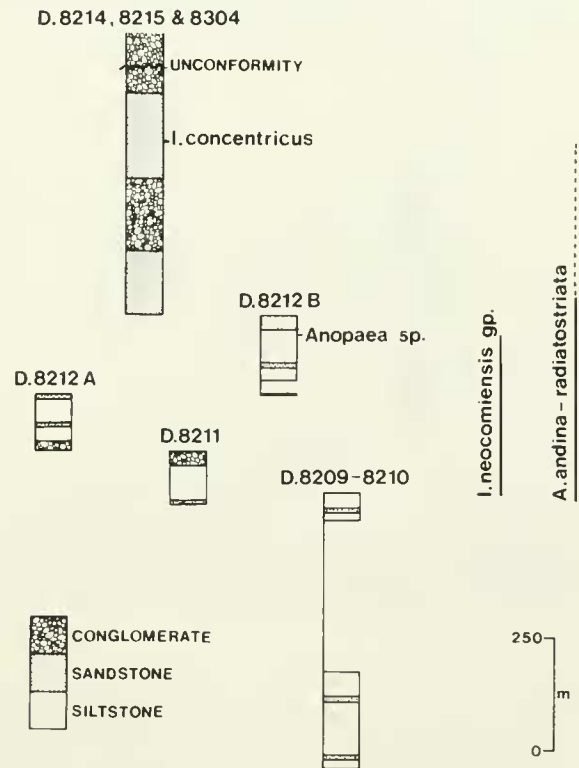 D.8214, 8215 & 8304
UNCONFORMITY
I.concentricus
D.8212 B
Anopaea sp.
D.8212 A
D.8211
D.8209-8210
I.neocomiensis gp.
A.andina-radiatostriata
CONGLOMERATE
SANDSTONE
SILTSTONE
250
m
0